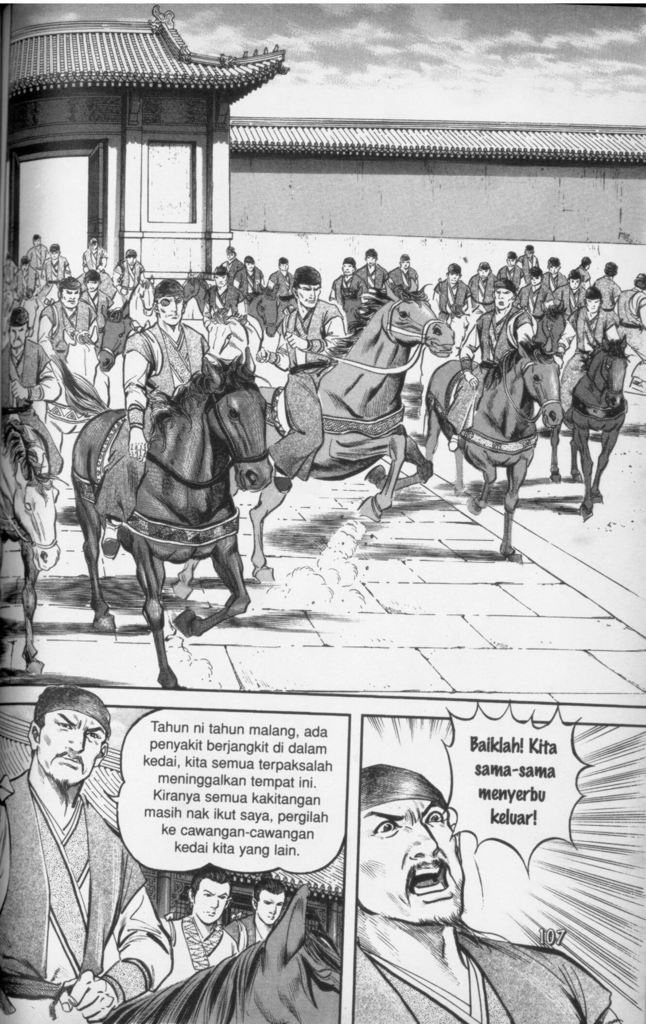 Tahun ni tahun malang, ada
penyakit berjangkit di dalam
kedai, kita semua terpaksalah
meninggalkan tempat ini.
Kiranya semua kakitangan
masih nak ikut saya, pergilah
ke cawangan-cawangan
kedai kita yang lain.
Baiklah! Kita
sama-sama
menyerbu
keluar!
107